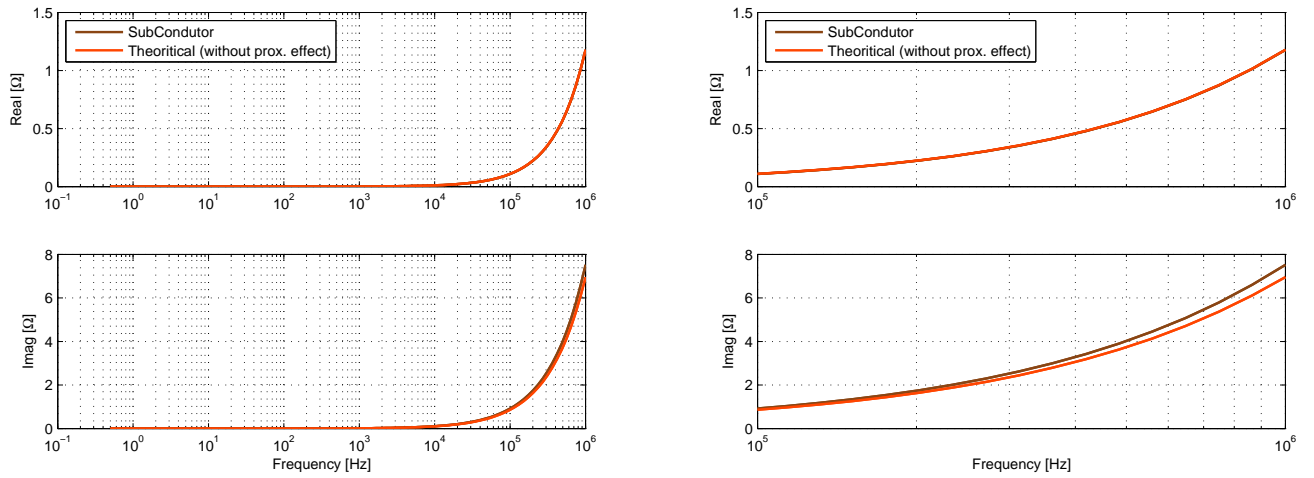 SubCondutor
Theoritical (without prox. effect)
Real [Ω]
1.5
1
0.5
0
10^−1 10^0 10^1 10^2 10^3 10^4 10^5 10^6
Imag [Ω]
8
6
4
2
0
10^−1 10^0 10^1 10^2 10^3 10^4 10^5 10^6
Frequency [Hz]
SubCondutor
Theoritical (without prox. effect)
Real [Ω]
1.5
1
0.5
0
10^5 10^6
Imag [Ω]
8
6
4
2
0
10^5 10^6
Frequency [Hz]